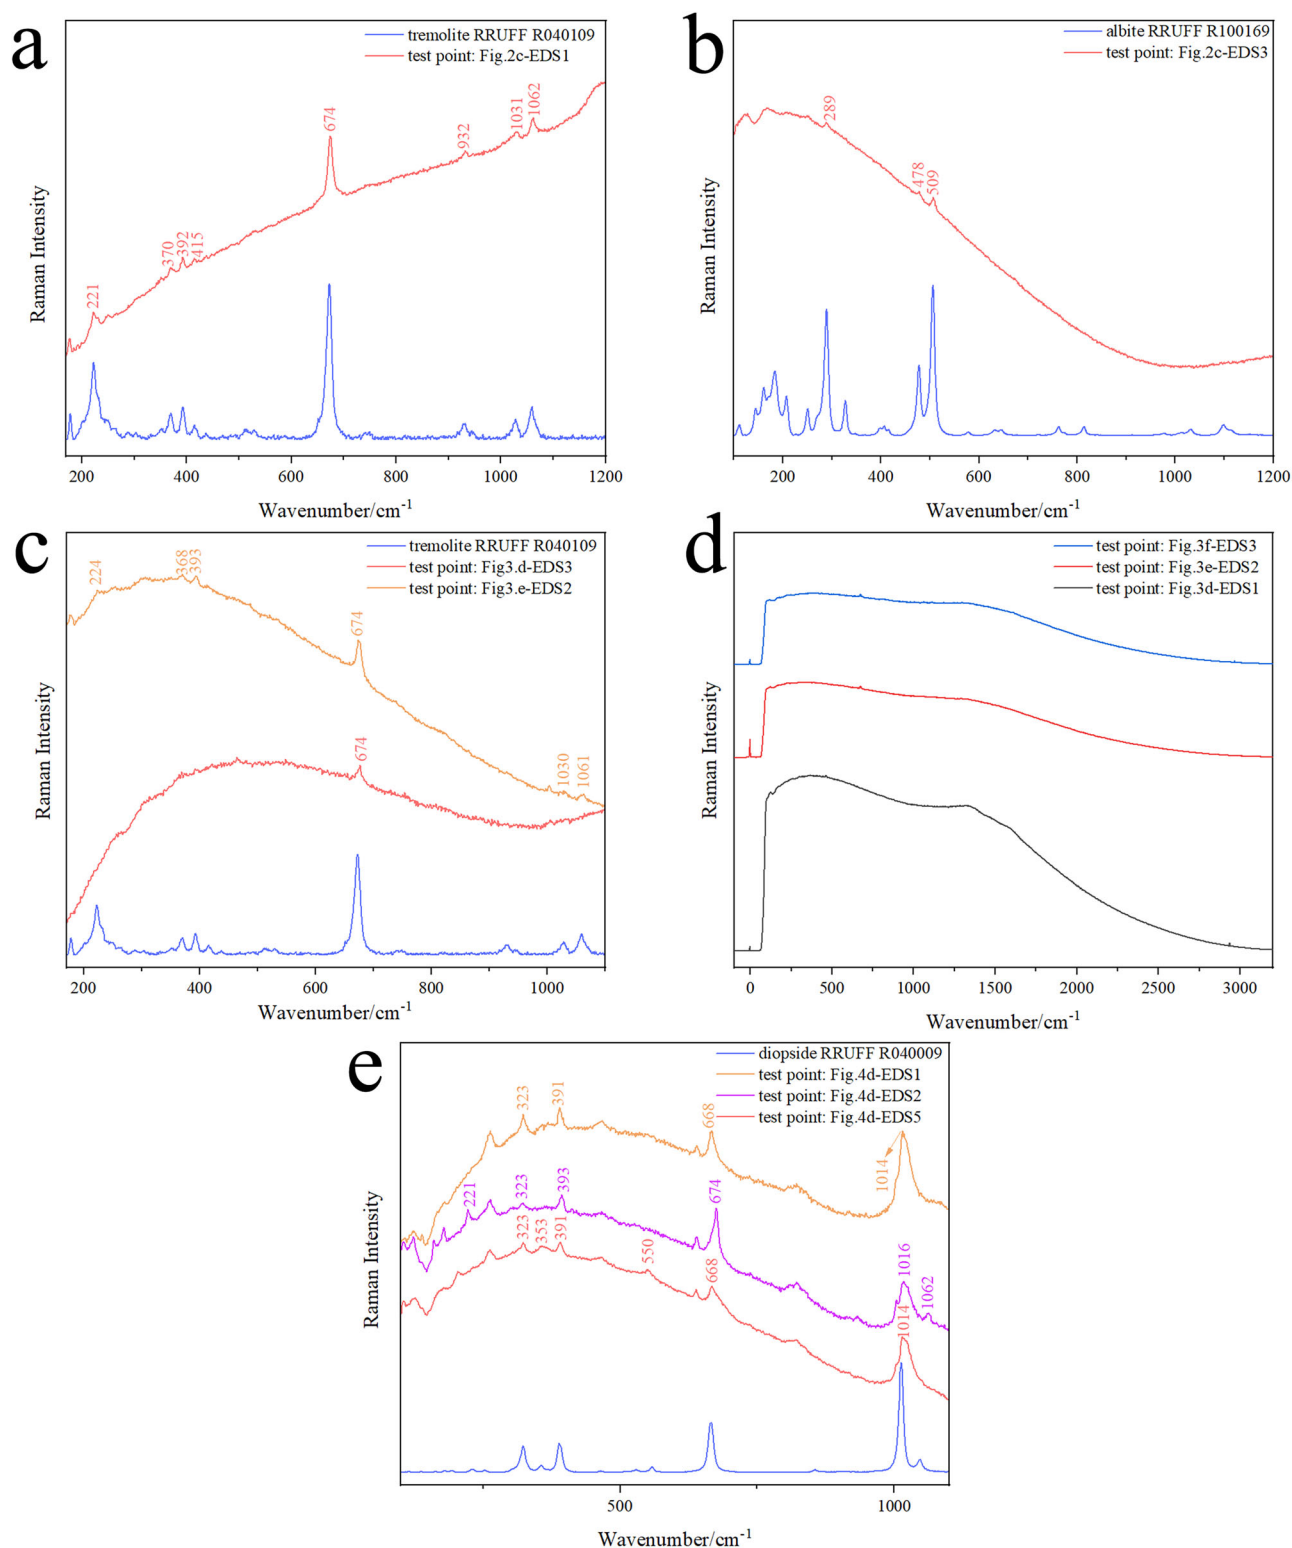 a
tremolite RRUFF R040109
test point: Fig.2c-EDS1
221
370
392
415
674
932
1031
1062
Raman Intensity
200 400 600 800 1000 1200
Wavenumber/cm-1
b
albite RRUFF R100169
test point: Fig.2c-EDS3
289
478
509
Raman Intensity
200 400 600 800 1000 1200
Wavenumber/cm-1
c
tremolite RRUFF R040109
test point: Fig3.d-EDS3
test point: Fig3.e-EDS2
224
368
393
674
1030
1061
674
Raman Intensity
200 400 600 800 1000
Wavenumber/cm-1
d
test point: Fig.3f-EDS3
test point: Fig.3e-EDS2
test point: Fig.3d-EDS1
Raman Intensity
0 500 1000 1500 2000 2500 3000
Wavenumber/cm-1
e
diopside RRUFF R040009
test point: Fig.4d-EDS1
test point: Fig.4d-EDS2
test point: Fig.4d-EDS5
323
391
668
1014
221
323
393
674
1016
1062
323
353
391
550
668
1014
Raman Intensity
500 1000
Wavenumber/cm-1